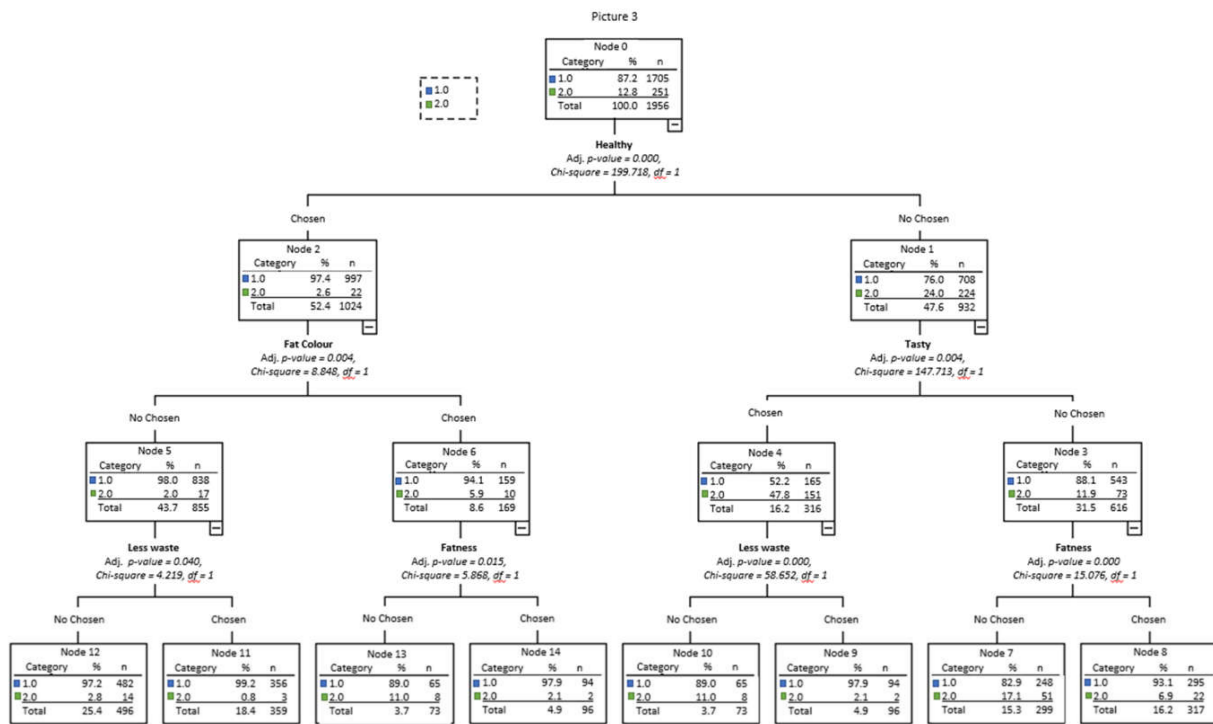 Picture 3
Node 0
Category % n
1.0 87.2 1705
2.0 12.8 251
Total 100.0 1956
1.0
2.0
Healthy
Adj. p-value = 0.000,
Chi-square = 199.718, df = 1
Chosen
No Chosen
Node 2
Category % n
1.0 97.4 997
2.0 2.6 22
Total 52.4 1024
Node 1
Category % n
1.0 76.0 708
2.0 24.0 224
Total 47.6 932
Fat Colour
Adj. p-value = 0.004,
Chi-square = 8.848, df = 1
Tasty
Adj. p-value = 0.004,
Chi-square = 147.713, df = 1
No Chosen
Chosen
Chosen
No Chosen
Node 5
Category % n
1.0 98.0 838
2.0 2.0 17
Total 43.7 855
Node 6
Category % n
1.0 94.1 159
2.0 5.9 10
Total 8.6 169
Node 4
Category % n
1.0 52.2 165
2.0 47.8 151
Total 16.2 316
Node 3
Category % n
1.0 88.1 543
2.0 11.9 73
Total 31.5 616
Less waste
Adj. p-value = 0.040,
Chi-square = 4.219, df = 1
Fatness
Adj. p-value = 0.015,
Chi-square = 5.868, df = 1
Less waste
Adj. p-value = 0.000,
Chi-square = 58.652, df = 1
Fatness
Adj. p-value = 0.000
Chi-square = 15.076, df = 1
No Chosen
Chosen
No Chosen
Chosen
No Chosen
Chosen
No Chosen
Chosen
Node 12
Category % n
1.0 97.2 482
2.0 2.8 14
Total 25.4 496
Node 11
Category % n
1.0 99.2 356
2.0 0.8 3
Total 18.4 359
Node 13
Category % n
1.0 89.0 65
2.0 11.0 8
Total 3.7 73
Node 14
Category % n
1.0 97.9 94
2.0 2.1 2
Total 4.9 96
Node 10
Category % n
1.0 89.0 65
2.0 11.0 8
Total 3.7 73
Node 9
Category % n
1.0 97.9 94
2.0 2.1 2
Total 4.9 96
Node 7
Category % n
1.0 82.9 248
2.0 17.1 51
Total 15.3 299
Node 8
Category % n
1.0 93.1 295
2.0 6.9 22
Total 16.2 317